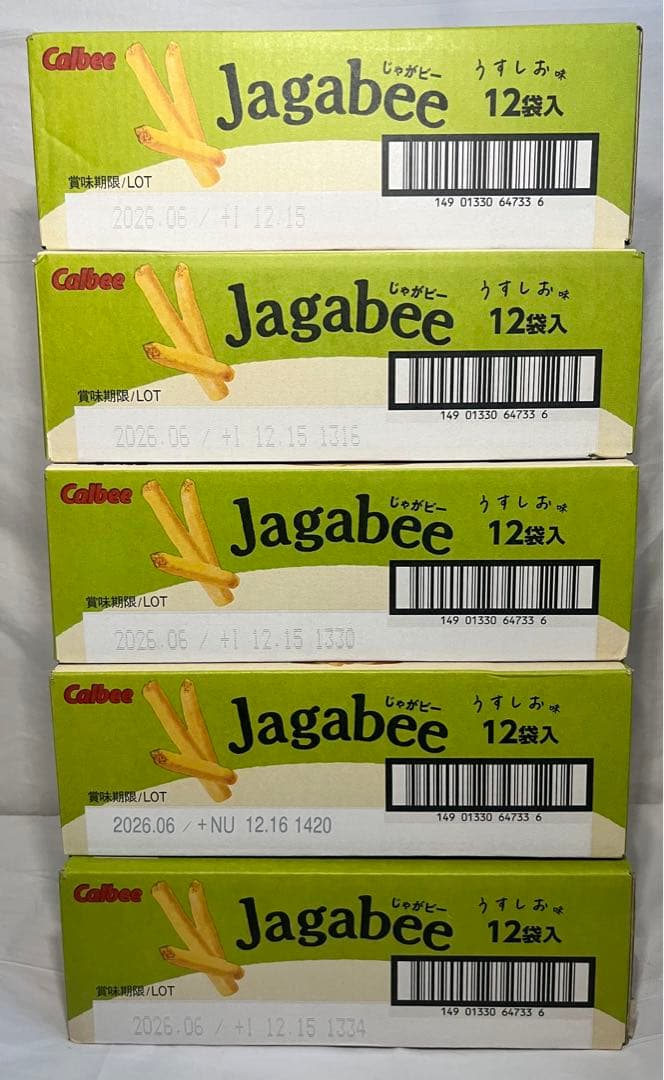 Calbee
じゃがビー うすしお味
Jagabee 12袋入
149 01330 64733 6
賞味期限/LOT
2026.06 / +1 12.15
Calbee
じゃがビー うすしお味
Jagabee 12袋入
149 01330 64733 6
賞味期限/LOT
2026.06 / +1 12.15 1316
Calbee
じゃがビー うすしお味
Jagabee 12袋入
149 01330 64733 6
賞味期限/LOT
2026.06 / +1 12.15 1330
Calbee
じゃがビー うすしお味
Jagabee 12袋入
149 01330 64733 6
賞味期限/LOT
2026.06 / +NU 12.16 1420
Calbee
じゃがビー うすしお味
Jagabee 12袋入
149 01330 64733 6
賞味期限/LOT
2026.06 / +1 12.15 1334